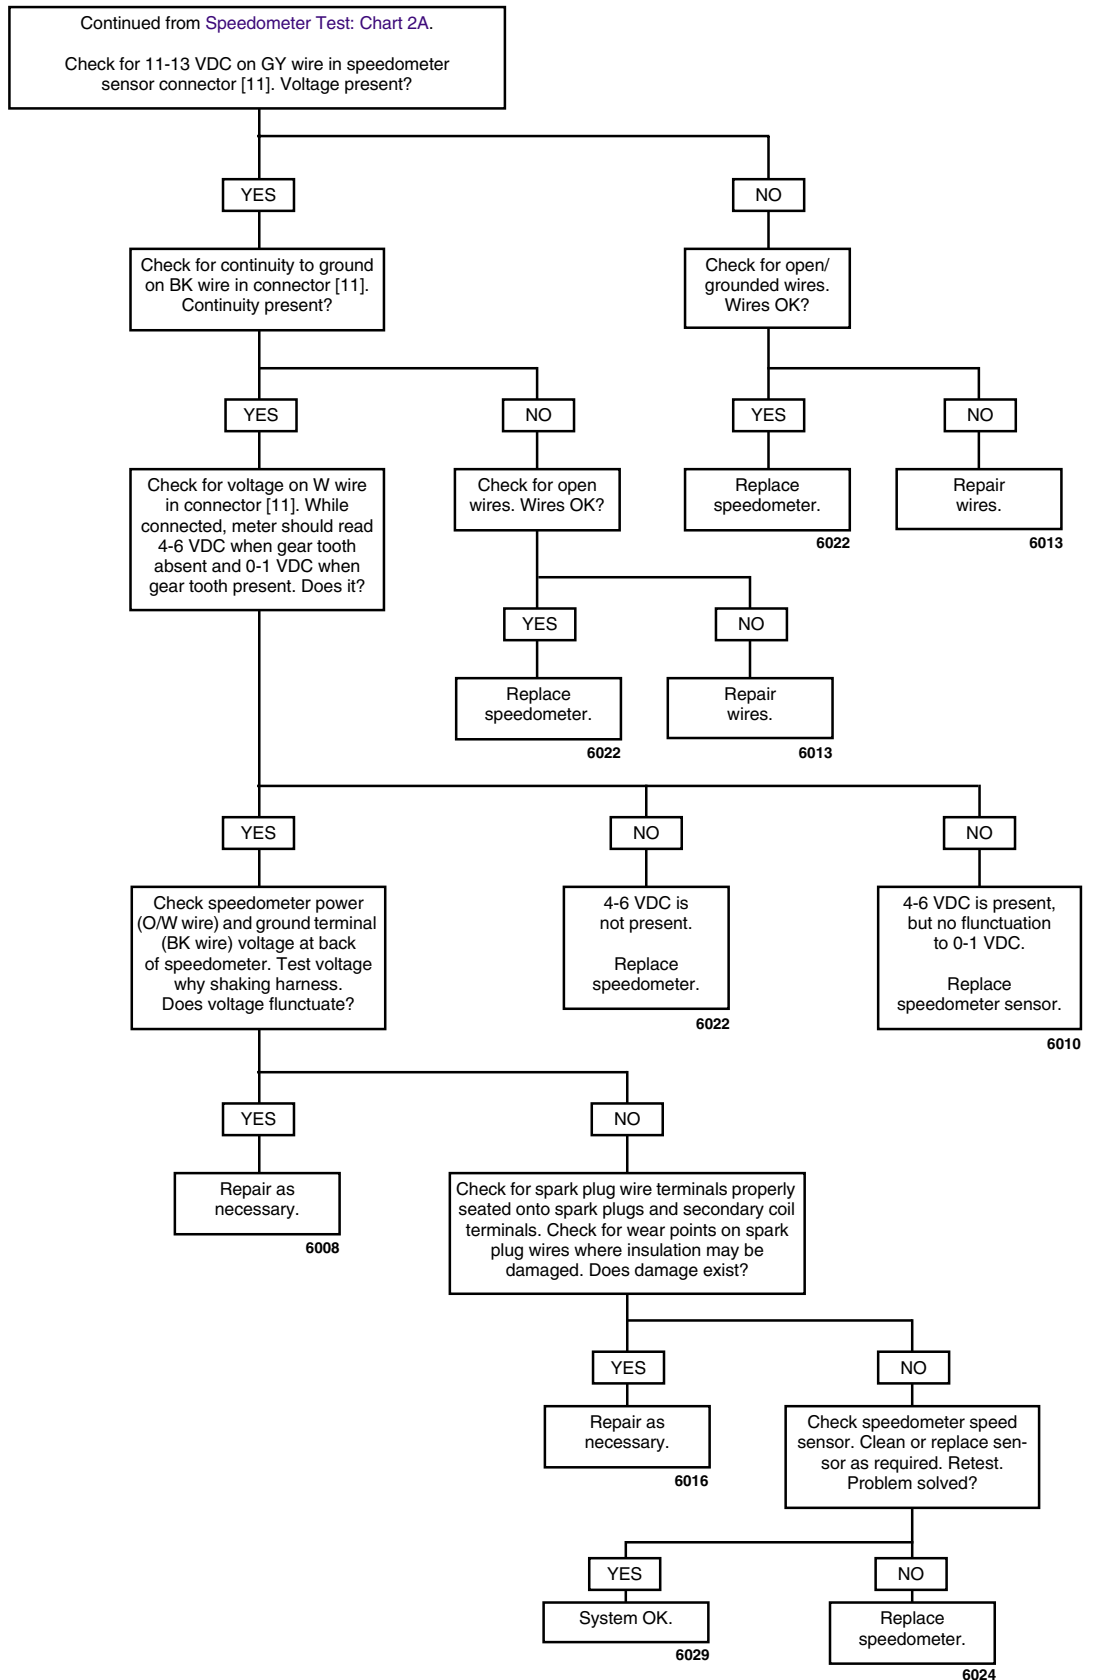 Continued from Speedometer Test: Chart 2A.
Check for 11-13 VDC on GY wire in speedometer
sensor connector [11]. Voltage present?
YES
NO
Check for continuity to ground
on BK wire in connector [11].
Continuity present?
Check for open/
grounded wires.
Wires OK?
YES
NO
YES
NO
Check for voltage on W wire
in connector [11]. While
connected, meter should read
4-6 VDC when gear tooth
absent and 0-1 VDC when
gear tooth present. Does it?
Check for open
wires. Wires OK?
Replace
speedometer.
6022
Repair
wires.
6013
YES
NO
Replace
speedometer.
6022
Repair
wires.
6013
YES
NO
NO
Check speedometer power
(O/W wire) and ground terminal
(BK wire) voltage at back
of speedometer. Test voltage
why shaking harness.
Does voltage flunctuate?
4-6 VDC is
not present.
Replace
speedometer.
6022
4-6 VDC is present,
but no flunctuation
to 0-1 VDC.
Replace
speedometer sensor.
6010
YES
NO
Repair as
necessary.
6008
Check for spark plug wire terminals properly
seated onto spark plugs and secondary coil
terminals. Check for wear points on spark
plug wires where insulation may be
damaged. Does damage exist?
YES
NO
Repair as
necessary.
6016
Check speedometer speed
sensor. Clean or replace sen-
sor as required. Retest.
Problem solved?
YES
NO
System OK.
6029
Replace
speedometer.
6024